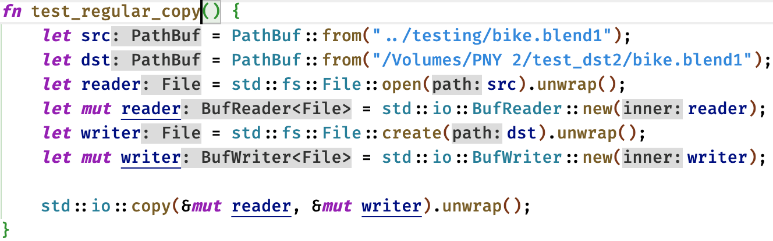 fn test_regular_copy() {
let src: PathBuf = PathBuf::from("../testing/bike.blend1");
let dst: PathBuf = PathBuf::from("/Volumes/PNY 2/test_dst2/bike.blend1");
let reader: File = std::fs::File::open(path: src).unwrap();
let mut reader: BufReader<File> = std::io::BufReader::new(inner: reader);
let writer: File = std::fs::File::create(path: dst).unwrap();
let mut writer: BufWriter<File> = std::io::BufWriter::new(inner: writer);
std::io::copy(&mut reader, &mut writer).unwrap();
}